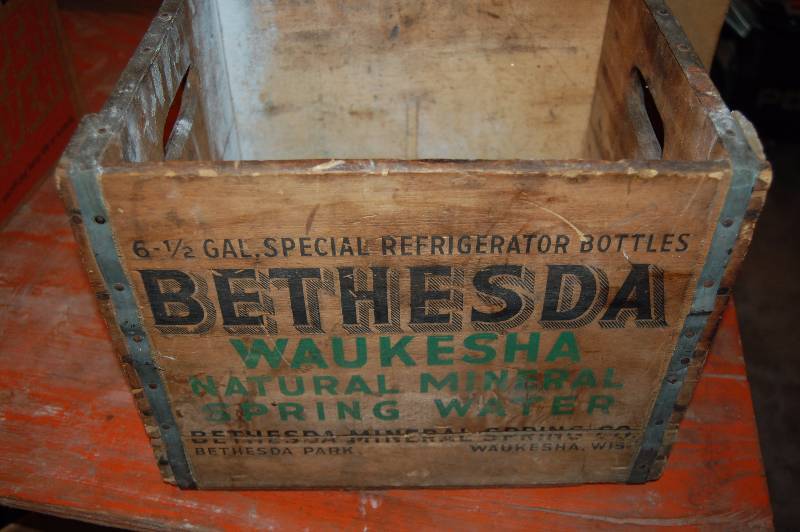 6-1/2 GAL. SPECIAL REFRIGERATOR BOTTLES
BETHESDA
WAUKESHA
NATURAL MINERAL
SPRING WATER
BETHESDA MINERAL SPRING CO.
BETHESDA PARK. WAUKESHA, WIS.